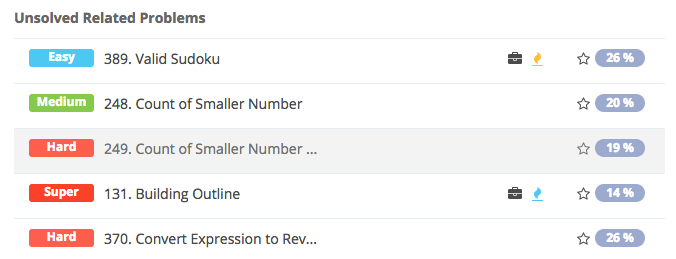 Unsolved Related Problems
Easy 389. Valid Sudoku 26 %
Medium 248. Count of Smaller Number 20 %
Hard 249. Count of Smaller Number ... 19 %
Super 131. Building Outline 14 %
Hard 370. Convert Expression to Rev... 26 %